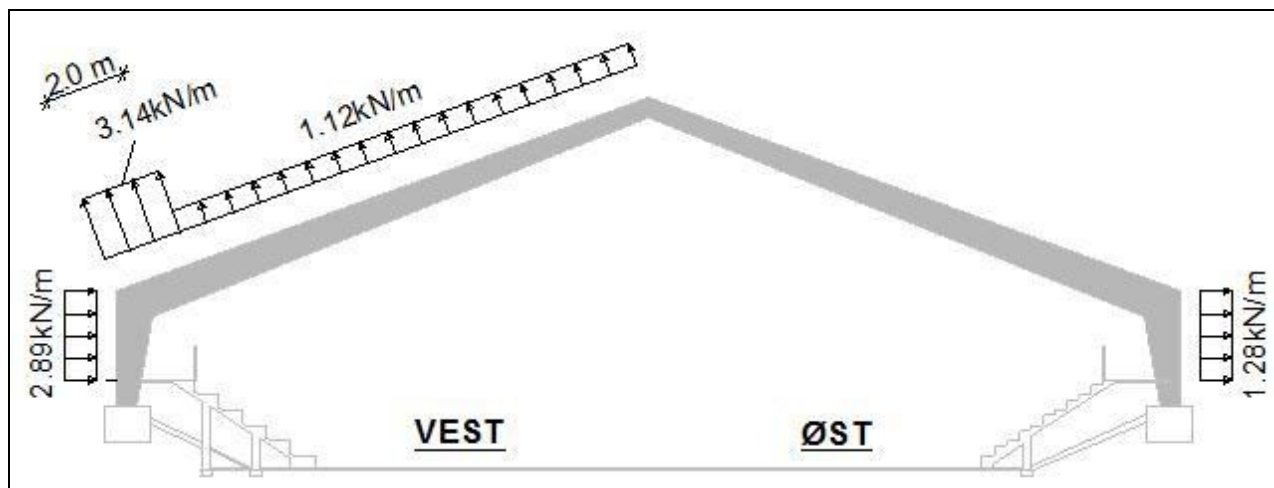 2.0 m
3.14kN/m
1.12kN/m
2.89kN/m
1.28kN/m
VEST
ØST